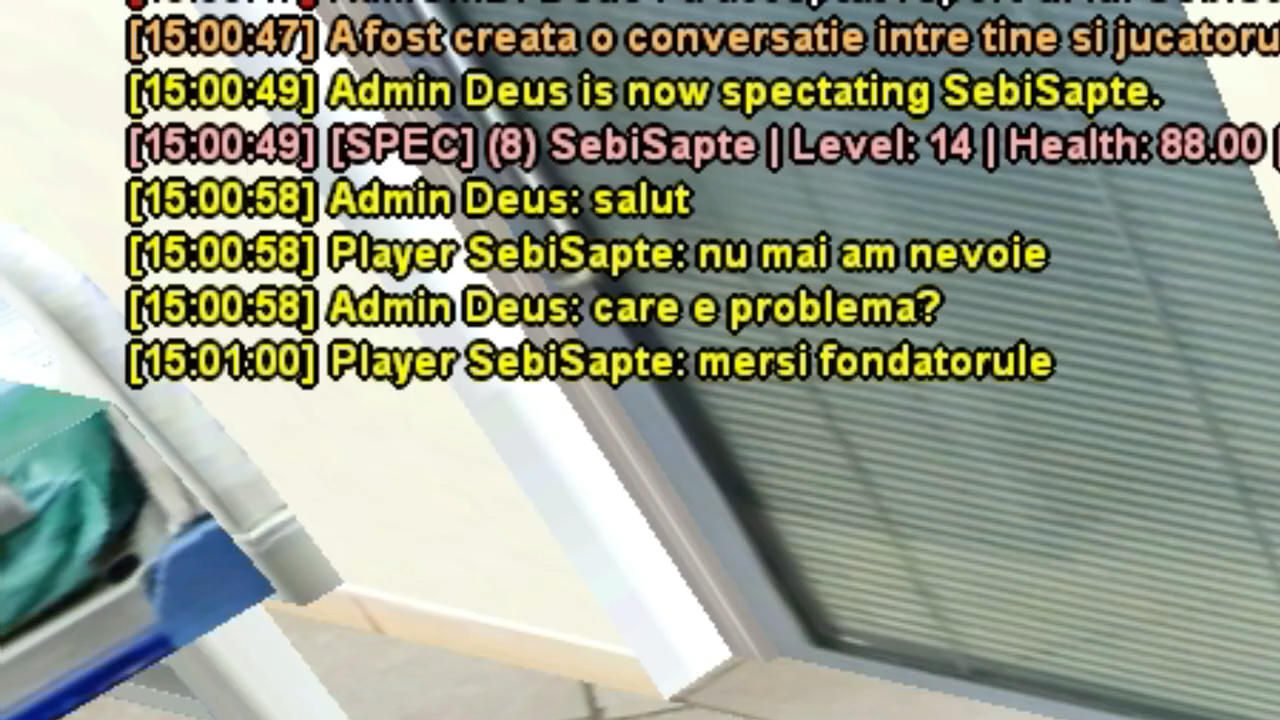 [15:00:47] A fost creata o conversatie intre tine si jucatoru
[15:00:49] Admin Deus is now spectating SebiSapte.
[15:00:49] [SPEC] (8) SebiSapte | Level: 14 | Health: 88.00 |
[15:00:58] Admin Deus: salut
[15:00:58] Player SebiSapte: nu mai am nevoie
[15:00:58] Admin Deus: care e problema?
[15:01:00] Player SebiSapte: mersi fondatorule